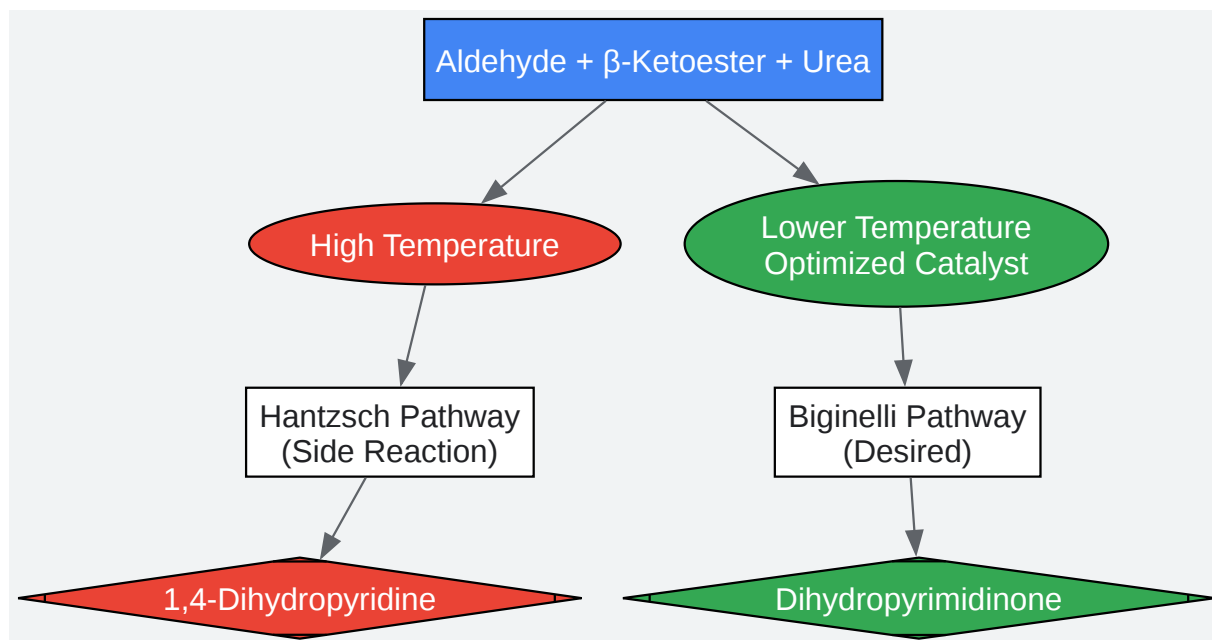 Aldehyde + β-Ketoester + Urea
High Temperature
Lower Temperature
Optimized Catalyst
Hantzsch Pathway
(Side Reaction)
Biginelli Pathway
(Desired)
1,4-Dihydropyridine
Dihydropyrimidinone